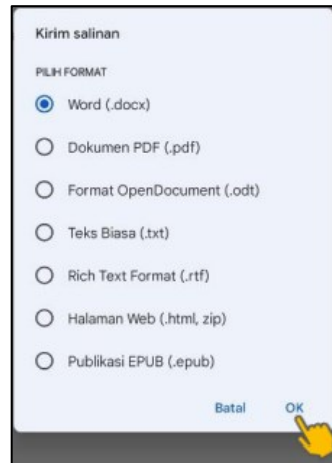 Kirim salinan
PILIH FORMAT
Word (.docx)
Dokumen PDF (.pdf)
Format OpenDocument (.odt)
Teks Biasa (.txt)
Rich Text Format (.rtf)
Halaman Web (.html, zip)
Publikasi EPUB (.epub)
Batal OK